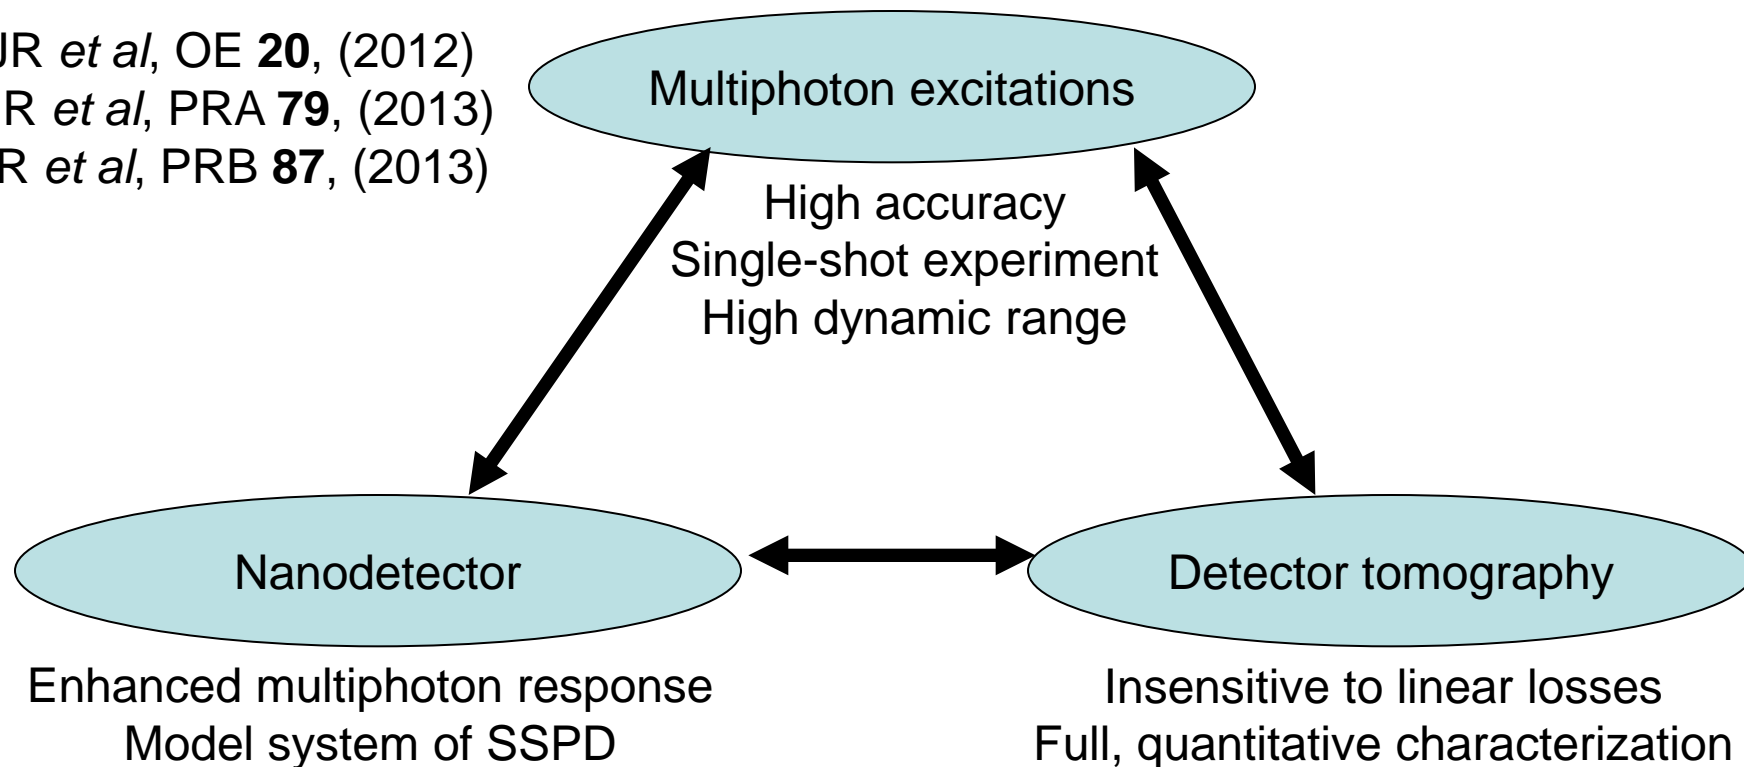 JR et al, OE 20, (2012)
R et al, PRA 79, (2013)
R et al, PRB 87, (2013)
Multiphoton excitations
High accuracy
Single-shot experiment
High dynamic range
Nanodetector
Detector tomography
Enhanced multiphoton response
Model system of SSPD
Insensitive to linear losses
Full, quantitative characterization